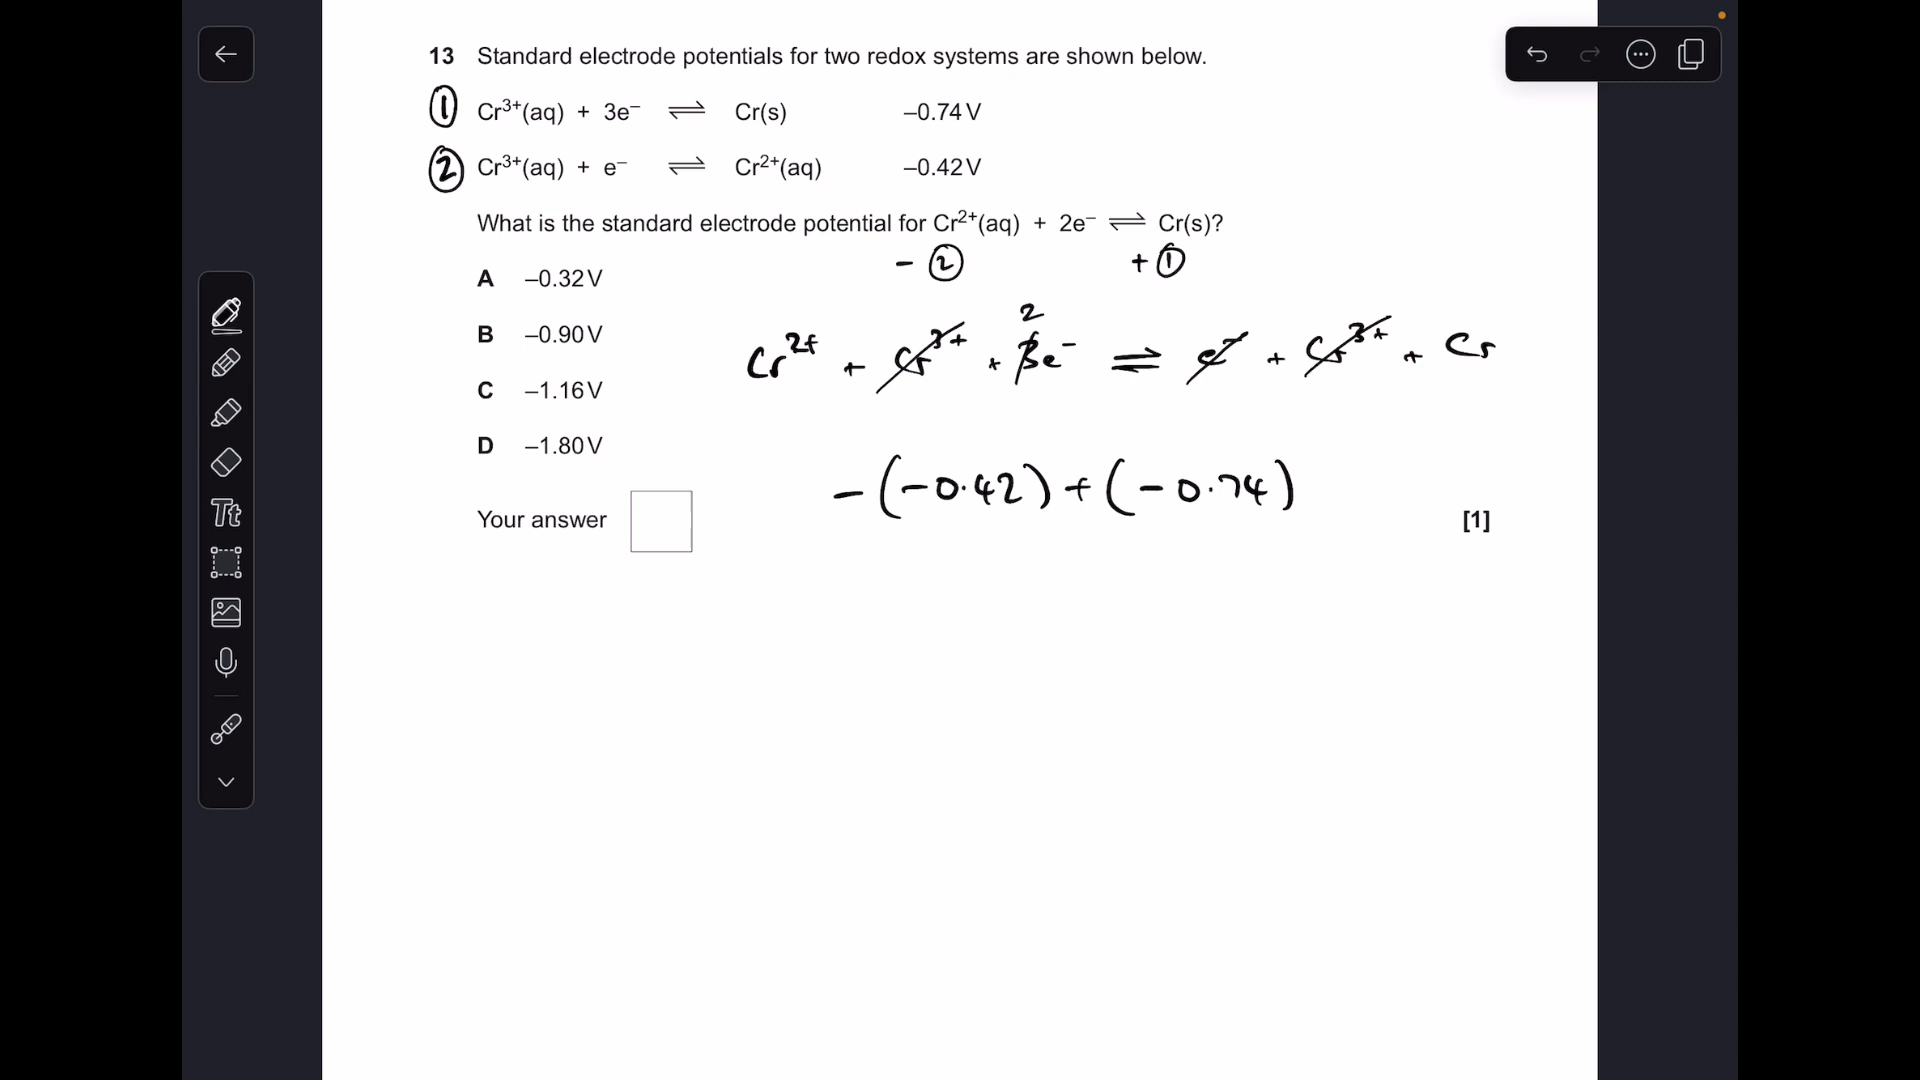 13 Standard electrode potentials for two redox systems are shown below.
① Cr³⁺(aq) + 3e⁻ ⇌ Cr(s) –0.74 V
② Cr³⁺(aq) + e⁻ ⇌ Cr²⁺(aq) –0.42 V
What is the standard electrode potential for Cr²⁺(aq) + 2e⁻ ⇌ Cr(s)?
- ② + ①
A –0.32 V
B –0.90 V
C –1.16 V
D –1.80 V
2
Cr²⁺ + Cr³⁺ + 3e⁻ ⇌ e⁻ + Cr³⁺ + Cr
-(-0.42) + (-0.74)
Your answer
[1]
Tt